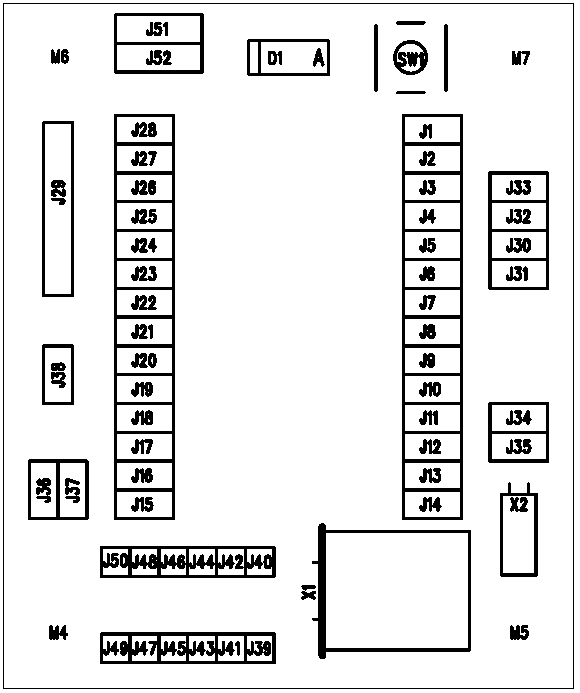 J51
M6 J52 D1 A SW1 M7
J28 J1
J27 J2
J29 J26 J3 J33
J25 J4 J32
J24 J5 J30
J23 J6 J31
J22 J7
J21 J8
J38 J20 J9
J19 J10
J18 J11 J34
J17 J12 J35
J36 J37 J16 J13
J15 J14 X2
J50 J48 J46 J44 J42 J40
X1
M4 M5
J49 J47 J45 J43 J41 J39